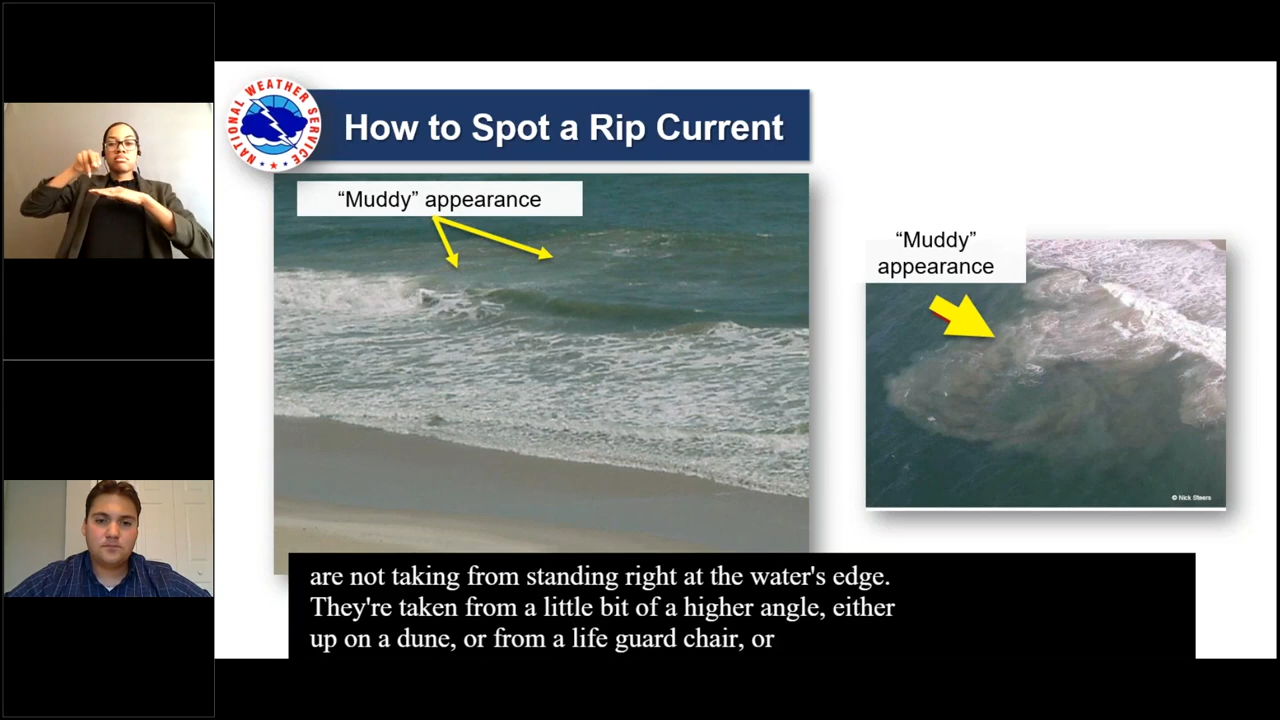 NATIONAL WEATHER SERVICE
How to Spot a Rip Current
“Muddy” appearance
“Muddy”
appearance
© Nick Steers
are not taking from standing right at the water's edge.
They're taken from a little bit of a higher angle, either
up on a dune, or from a life guard chair, or